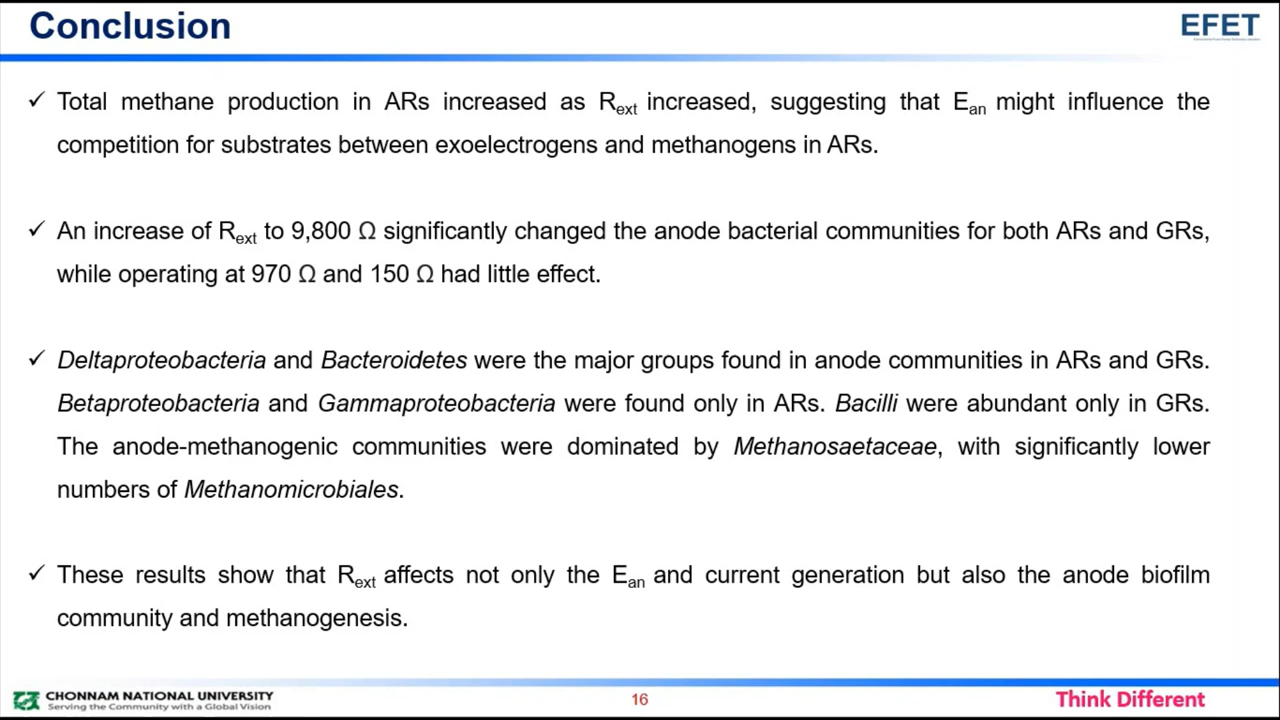 Conclusion
EFET
✓ Total methane production in ARs increased as Rext increased, suggesting that Ean might influence the
competition for substrates between exoelectrogens and methanogens in ARs.
✓ An increase of Rext to 9,800 Ω significantly changed the anode bacterial communities for both ARs and GRs,
while operating at 970 Ω and 150 Ω had little effect.
✓ Deltaproteobacteria and Bacteroidetes were the major groups found in anode communities in ARs and GRs.
Betaproteobacteria and Gammaproteobacteria were found only in ARs. Bacilli were abundant only in GRs.
The anode-methanogenic communities were dominated by Methanosaetaceae, with significantly lower
numbers of Methanomicrobiales.
✓ These results show that Rext affects not only the Ean and current generation but also the anode biofilm
community and methanogenesis.
CHONNAM NATIONAL UNIVERSITY
Serving the Community with a Global Vision
16
Think Different